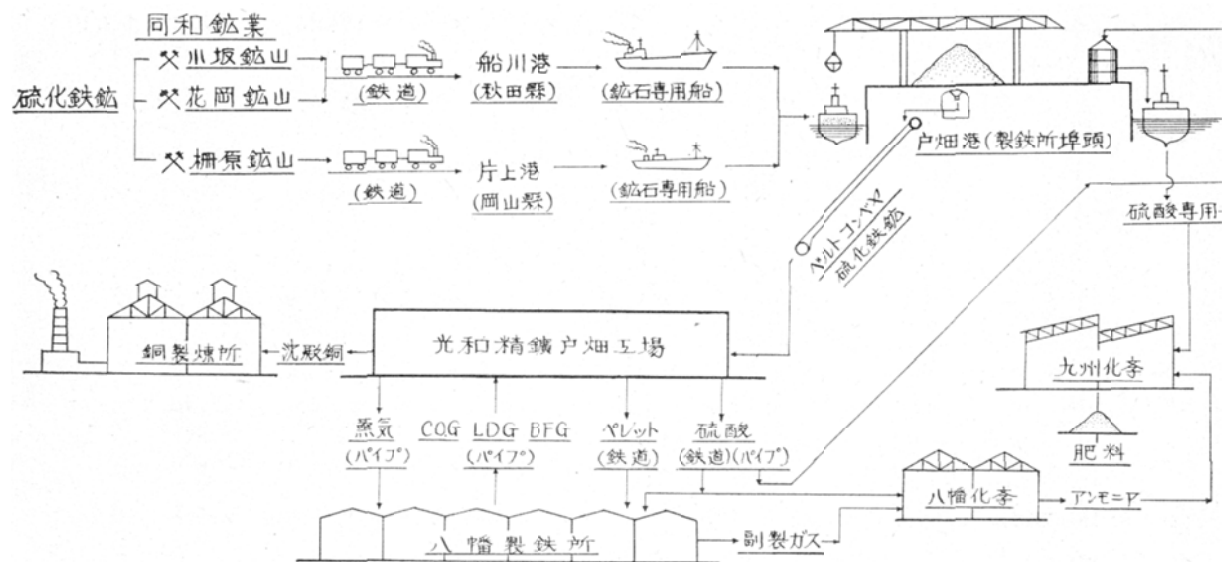 同和鉱業
硫化鉄鉱
小坂鉱山
花岡鉱山
柵原鉱山
(鉄道)
船川港
(秋田縣)
(鉱石専用船)
(鉄道)
片上港
(岡山縣)
(鉱石専用船)
戸畑港(製鉄所埠頭)
ベルトコンヤヤ
硫化鉄鉱
硫酸専用
銅製煉所
沈殿銅
光和精鑛戸畑工場
九州化学
肥料
蒸気
(パイプ)
COG LDG BFG
(パイプ)
ペレット
(鉄道)
硫酸
(鉄道)(パイプ)
八幡化学
アンモニヤ
八幡製鉄所
副製ガス